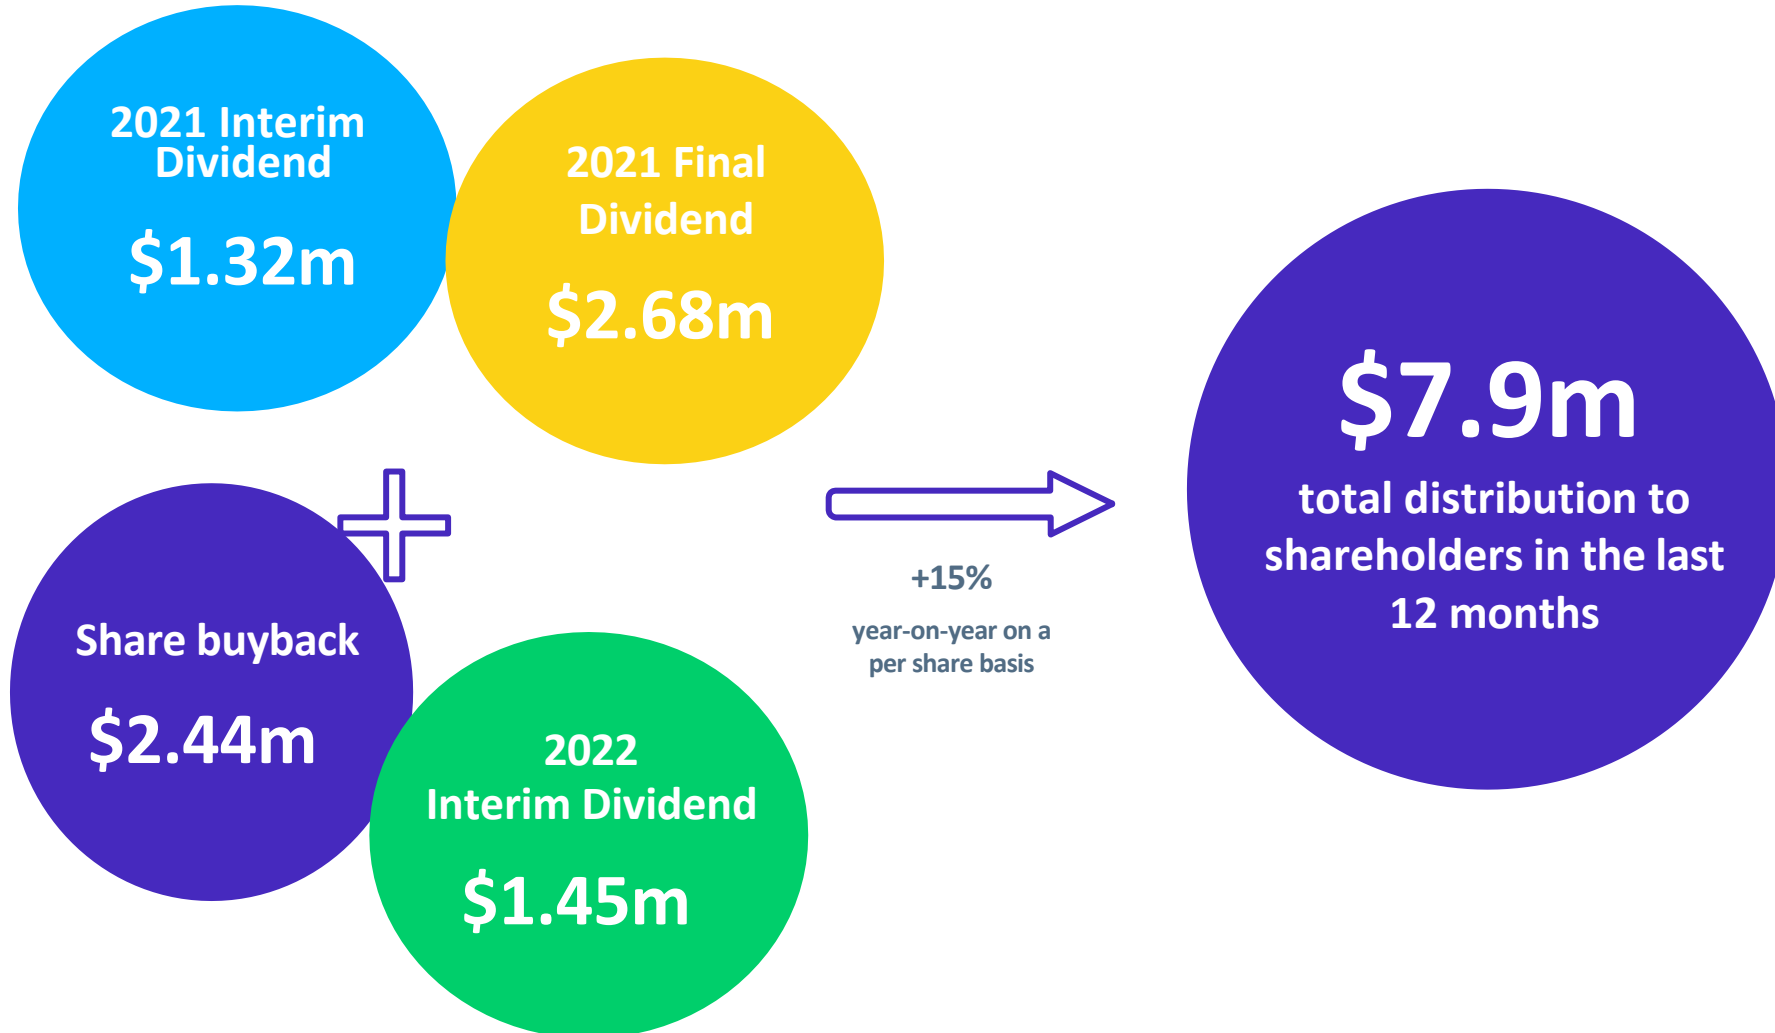 2021 Interim
Dividend
$1.32m
2021 Final
Dividend
$2.68m
Share buyback
$2.44m
2022
Interim Dividend
$1.45m
+15%
year-on-year on a
per share basis
$7.9m
total distribution to
shareholders in the last
12 months